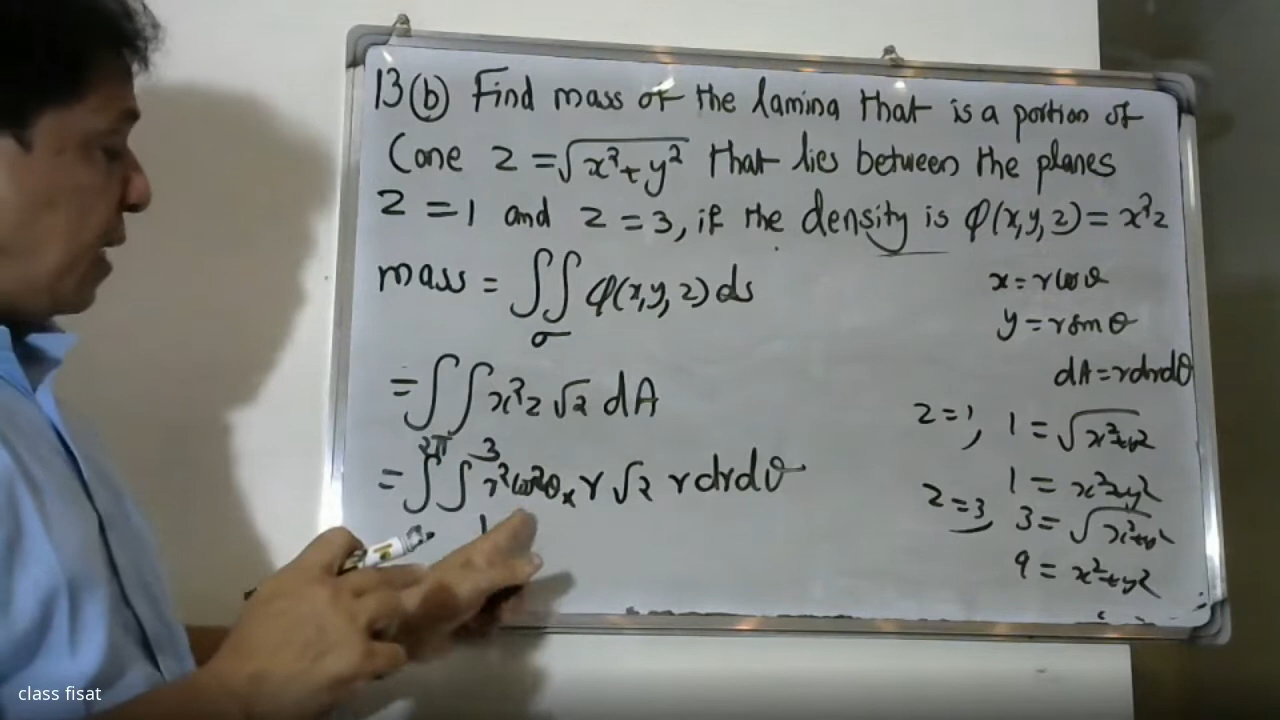 13(b) Find mass of the lamina that is a portion of
Cone z = √x²+y² that lies between the planes
z = 1 and z = 3, if the density is φ(x,y,z) = x²z
mass = ∬σ φ(x,y,z) ds
x = r cos θ
y = r sin θ
= ∫∫ x²z √2 dA
dA = r dr dθ
z = 1, 1 = √x²+y²
= ∫2π ∫3 1 r² cos²θ × r √2 r dr dθ
1 = x²+y²
z = 3, 3 = √x²+y²
9 = x²+y²
class fisat